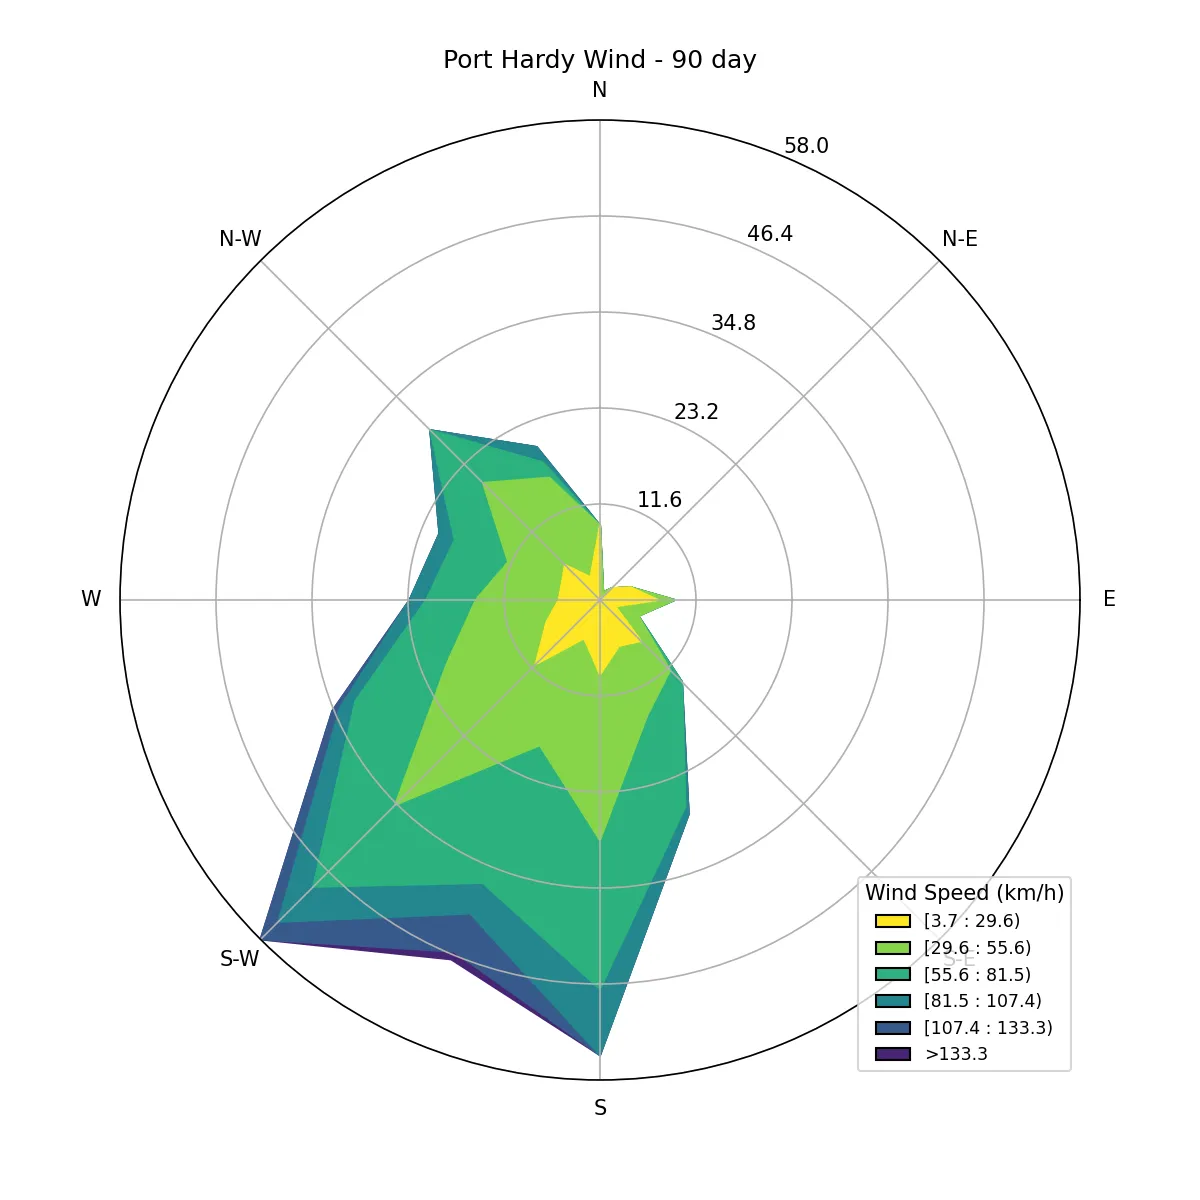 Port Hardy Wind - 90 day
N
58.0
46.4
N-W
N-E
34.8
23.2
11.6
W
E
Wind Speed (km/h)
[3.7 : 29.6)
[29.6 : 55.6)
S-W
S-E
[55.6 : 81.5)
[81.5 : 107.4)
[107.4 : 133.3)
>133.3
S